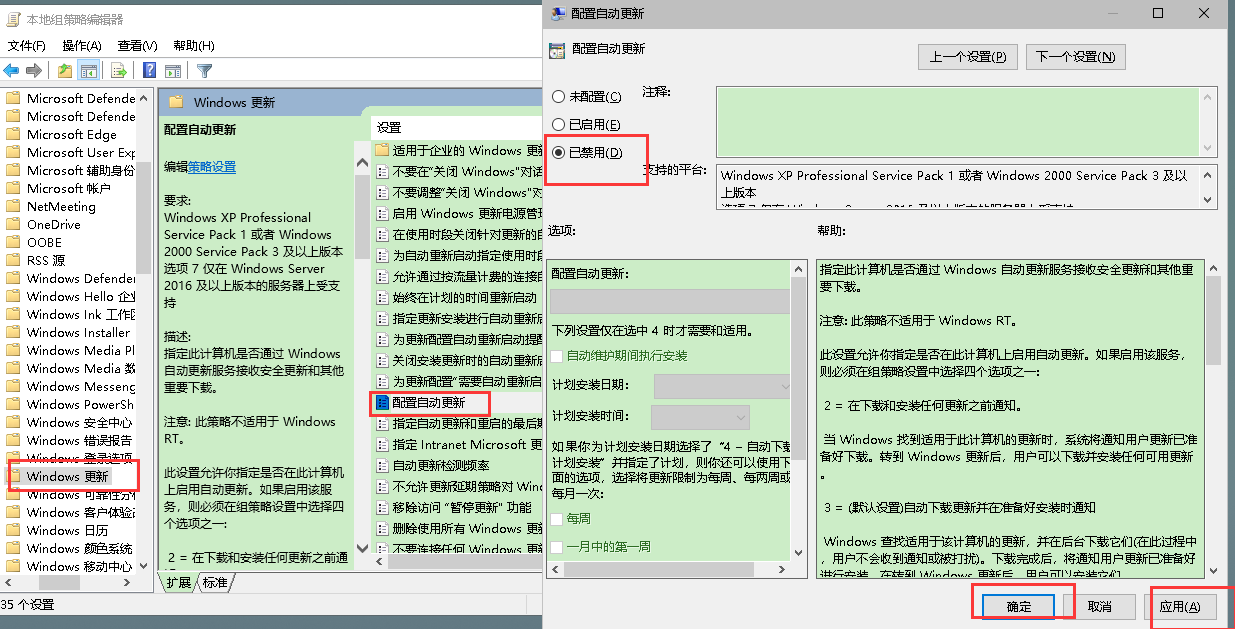 本地组策略编辑器
文件(F) 操作(A) 查看(V) 帮助(H)
Microsoft Defende
Microsoft Defende
Microsoft Edge
Microsoft User Exp
Microsoft 辅助身份
Microsoft 帐户
NetMeeting
OneDrive
OOBE
RSS 源
Windows Defender
Windows Hello 企业
Windows Ink 工作区
Windows Installer
Windows Media Pl
Windows Media 数
Windows Messeng
Windows PowerSh
Windows 安全中心
Windows 错误报告
Windows 登录选项
Windows 更新
Windows 可靠性分析
Windows 客户体验改
Windows 日历
Windows 颜色系统
Windows 移动中心
35 个设置
Windows 更新
配置自动更新
编辑策略设置
要求:
Windows XP Professional
Service Pack 1 或者 Windows
2000 Service Pack 3 及以上版本
选项 7 仅在 Windows Server
2016 及以上版本的服务器上受支
持
描述:
指定此计算机是否通过 Windows
自动更新服务接收安全更新和其他
重要下载。
注意: 此策略不适用于 Windows
RT。
此设置允许你指定是否在此计算机
上启用自动更新。如果启用该服
务，则必须在组策略设置中选择四
个选项之一:
2 = 在下载和安装任何更新之前通
扩展 标准
设置
适用于企业的 Windows 更新
不要在“关闭 Windows”对话
不要调整“关闭 Windows”对
启用 Windows 更新电源管理
在使用时段关闭针对更新的自
为自动重新启动指定使用时段
允许通过按流量计费的连接自
始终在计划的时间重新启动
指定更新安装进行自动重新启
为更新配置自动重新启动提醒
关闭安装更新时的自动重新启
为更新配置“需要自动重新启
配置自动更新
指定自动更新和重启的最后期
指定 Intranet Microsoft 更
自动更新检测频率
不允许更新延期策略对 Wind
移除访问 “暂停更新” 功能
删除使用所有 Windows 更新
不要连接任何 Windows 更新
配置自动更新
配置自动更新
上一个设置(P) 下一个设置(N)
未配置(C) 注释:
已启用(E)
已禁用(D)
支持的平台:
Windows XP Professional Service Pack 1 或者 Windows 2000 Service Pack 3 及以
上版本
选项 7 仅在 Windows Server 2016 及以上版本的服务器上受支持
选项: 帮助:
配置自动更新:
下列设置仅在选中 4 时才需要和适用。
自动维护期间执行安装
计划安装日期:
计划安装时间:
如果你为计划安装日期选择了 “4 – 自动下载
计划安装” 并指定了计划，则你还可以使用下
面的选项，选择将更新限制为每周、每两周或
每月一次:
每周
一月中的第一周
指定此计算机是否通过 Windows 自动更新服务接收安全更新和其他重
要下载。
注意: 此策略不适用于 Windows RT。
此设置允许你指定是否在此计算机上启用自动更新。如果启用该服务，
则必须在组策略设置中选择四个选项之一:
2 = 在下载和安装任何更新之前通知。
当 Windows 找到适用于此计算机的更新时，系统将通知用户更新已准
备好下载。转到 Windows 更新后，用户可以下载并安装任何可用更新
。
3 = (默认设置)自动下载更新并在准备好安装时通知
Windows 查找适用于该计算机的更新，并在后台下载它们(在此过程中
，用户不会收到通知或被打扰)。下载完成后，将通知用户更新已准备好
进行安装。在转到 Windows 更新后，用户可以安装它们。
确定 取消 应用(A)